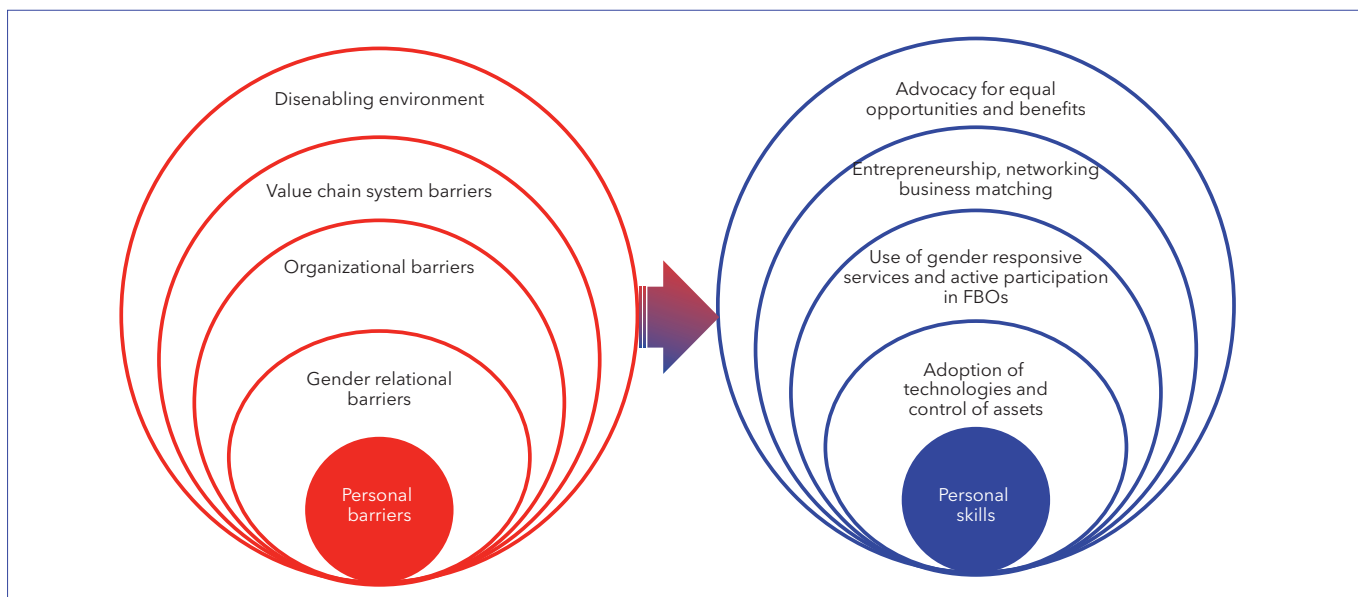 Disenabling environment
Value chain system barriers
Organizational barriers
Gender relational
barriers
Personal
barriers
Advocacy for equal
opportunities and benefits
Entrepreneurship, networking
business matching
Use of gender responsive
services and active participation
in FBOs
Adoption of
technologies and
control of assets
Personal
skills